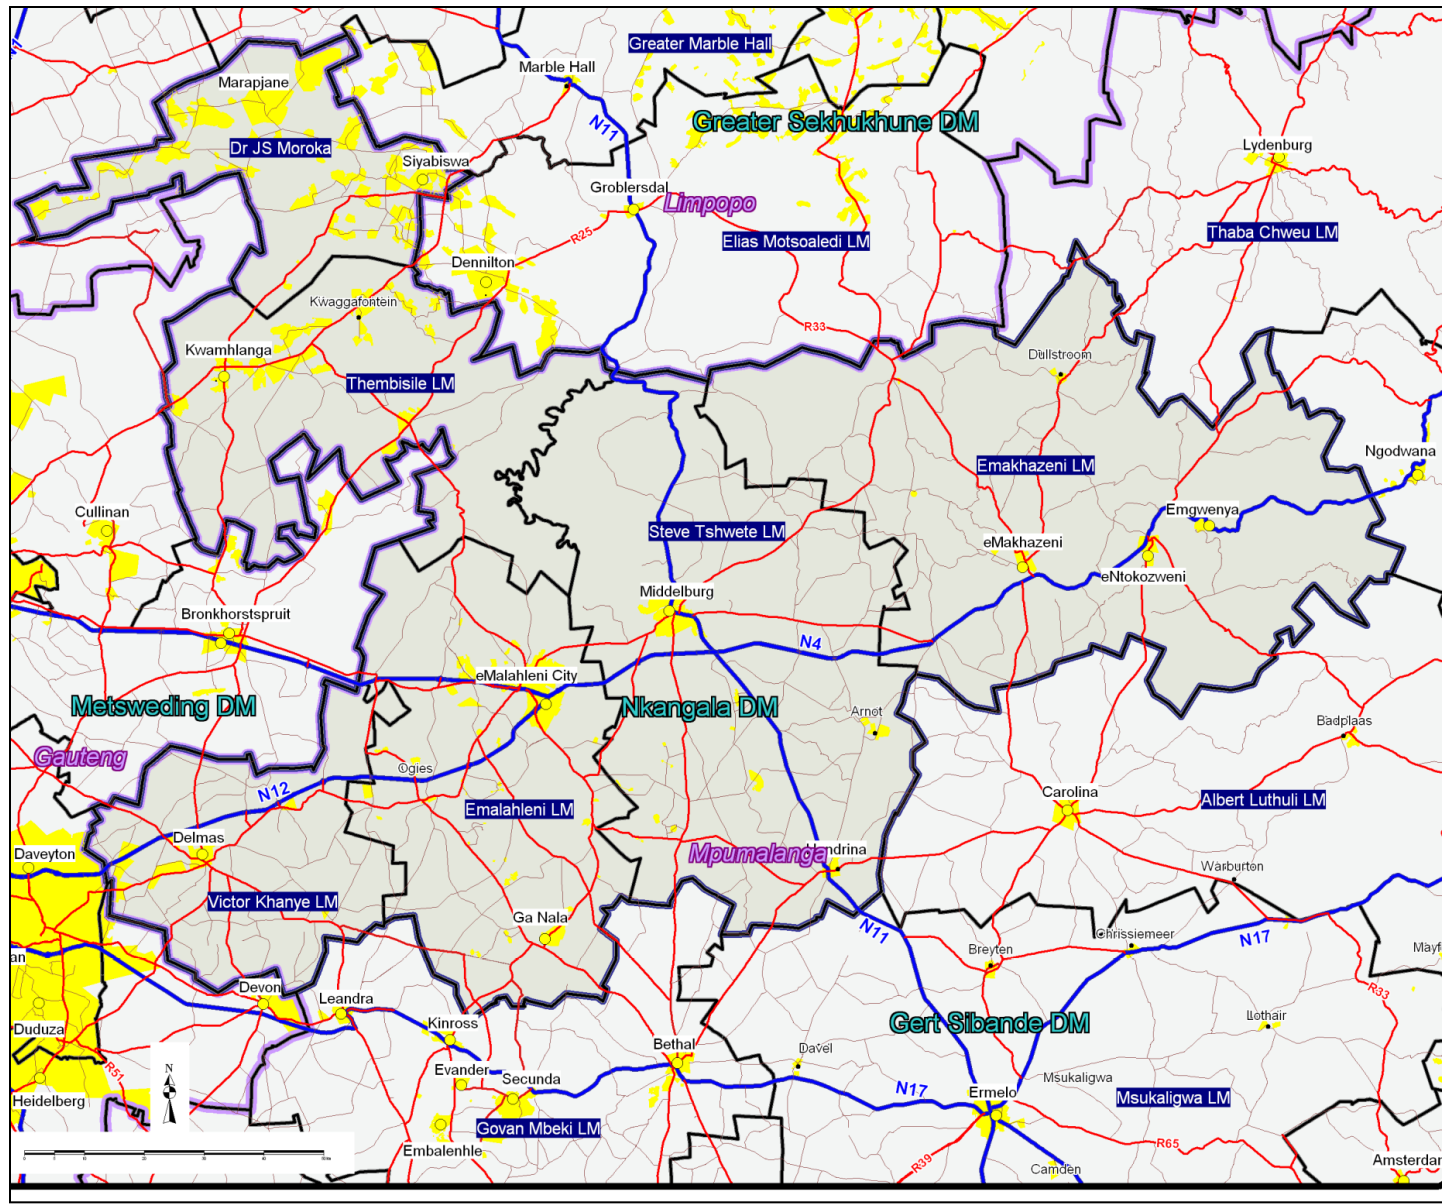 Greater Marble Hall
Marble Hall
Marapjane
N11
Greater Sekhukhune DM
Dr JS Moroka
Siyabiswa
Lydenburg
Groblersdal
Limpopo
R25
Elias Motsoaledi LM
Thaba Chweu LM
Dennilton
Kwaggafontein
R33
Kwamhlanga
Dullstroom
Thembisile LM
Ngodwana
Emakhazeni LM
Cullinan
Emgwenya
Steve Tshwete LM
eMakhazeni
eNtokozweni
Middelburg
Bronkhorstspruit
N4
eMalahleni City
Metsweding DM
Nkangala DM
Arnot
Badplaas
Gauteng
Ogies
N12
Emalahleni LM
Carolina
Albert Luthuli LM
Delmas
Daveyton
Mpumalanga
Hendrina
Warburton
Victor Khanye LM
Ga Nala
N11
Chrissiemeer
N17
Breyten
Mayf
an
Devon
Leandra
R33
Duduza
Kinross
Gert Sibande DM
Lothair
Bethal
Davel
R51
N
Evander
Secunda
Msukaligwa
N17
Ermelo
Msukaligwa LM
Heidelberg
Govan Mbeki LM
R65
Embalenhle
R39
Camden
Amsterdam